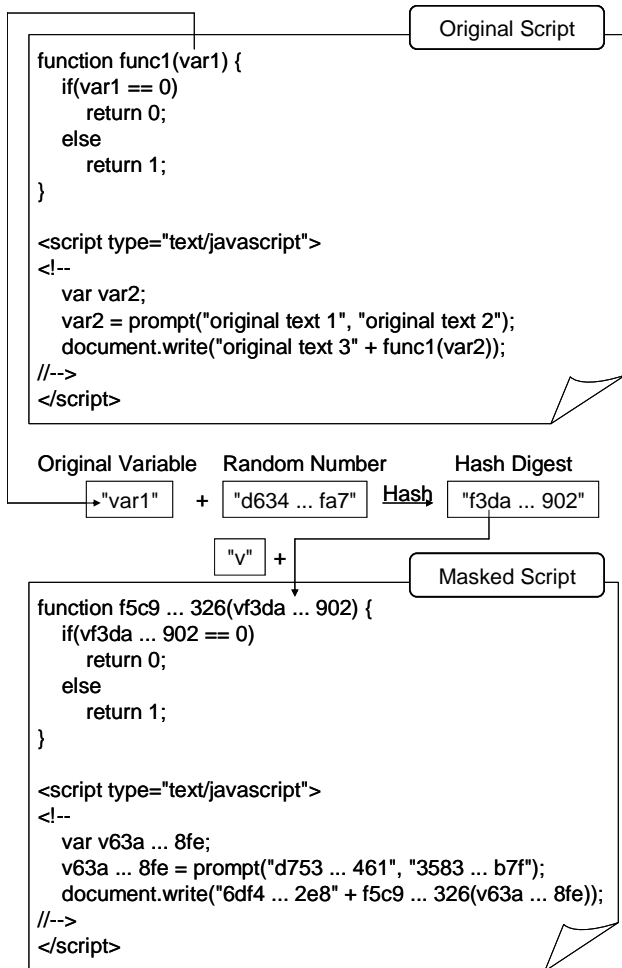 Original Script
function func1(var1) {
if(var1 == 0)
return 0;
else
return 1;
}
<script type="text/javascript">
<!--
var var2;
var2 = prompt("original text 1", "original text 2");
document.write("original text 3" + func1(var2));
//-->
</script>
Original Variable Random Number Hash Digest
"var1" + "d634 ... fa7" Hash "f3da ... 902"
"v" +
Masked Script
function f5c9 ... 326(vf3da ... 902) {
if(vf3da ... 902 == 0)
return 0;
else
return 1;
}
<script type="text/javascript">
<!--
var v63a ... 8fe;
v63a ... 8fe = prompt("d753 ... 461", "3583 ... b7f");
document.write("6df4 ... 2e8" + f5c9 ... 326(v63a ... 8fe));
//-->
</script>